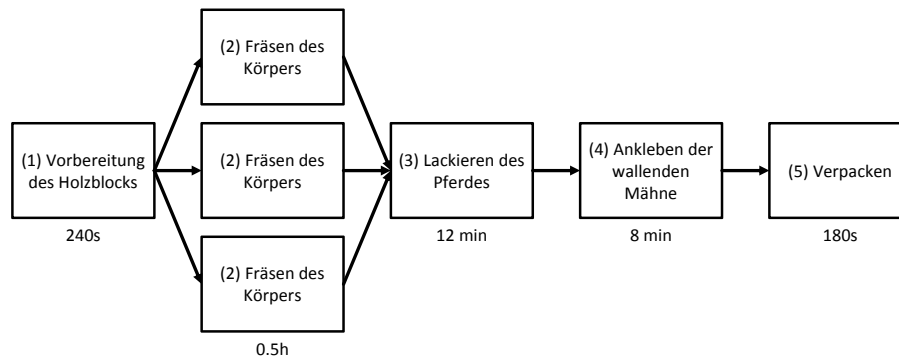 (2) Fräsen des
Körpers
(1) Vorbereitung
des Holzblocks
240s
(2) Fräsen des
Körpers
(2) Fräsen des
Körpers
0.5h
(3) Lackieren des
Pferdes
12 min
(4) Ankleben der
wallenden
Mähne
8 min
(5) Verpacken
180s